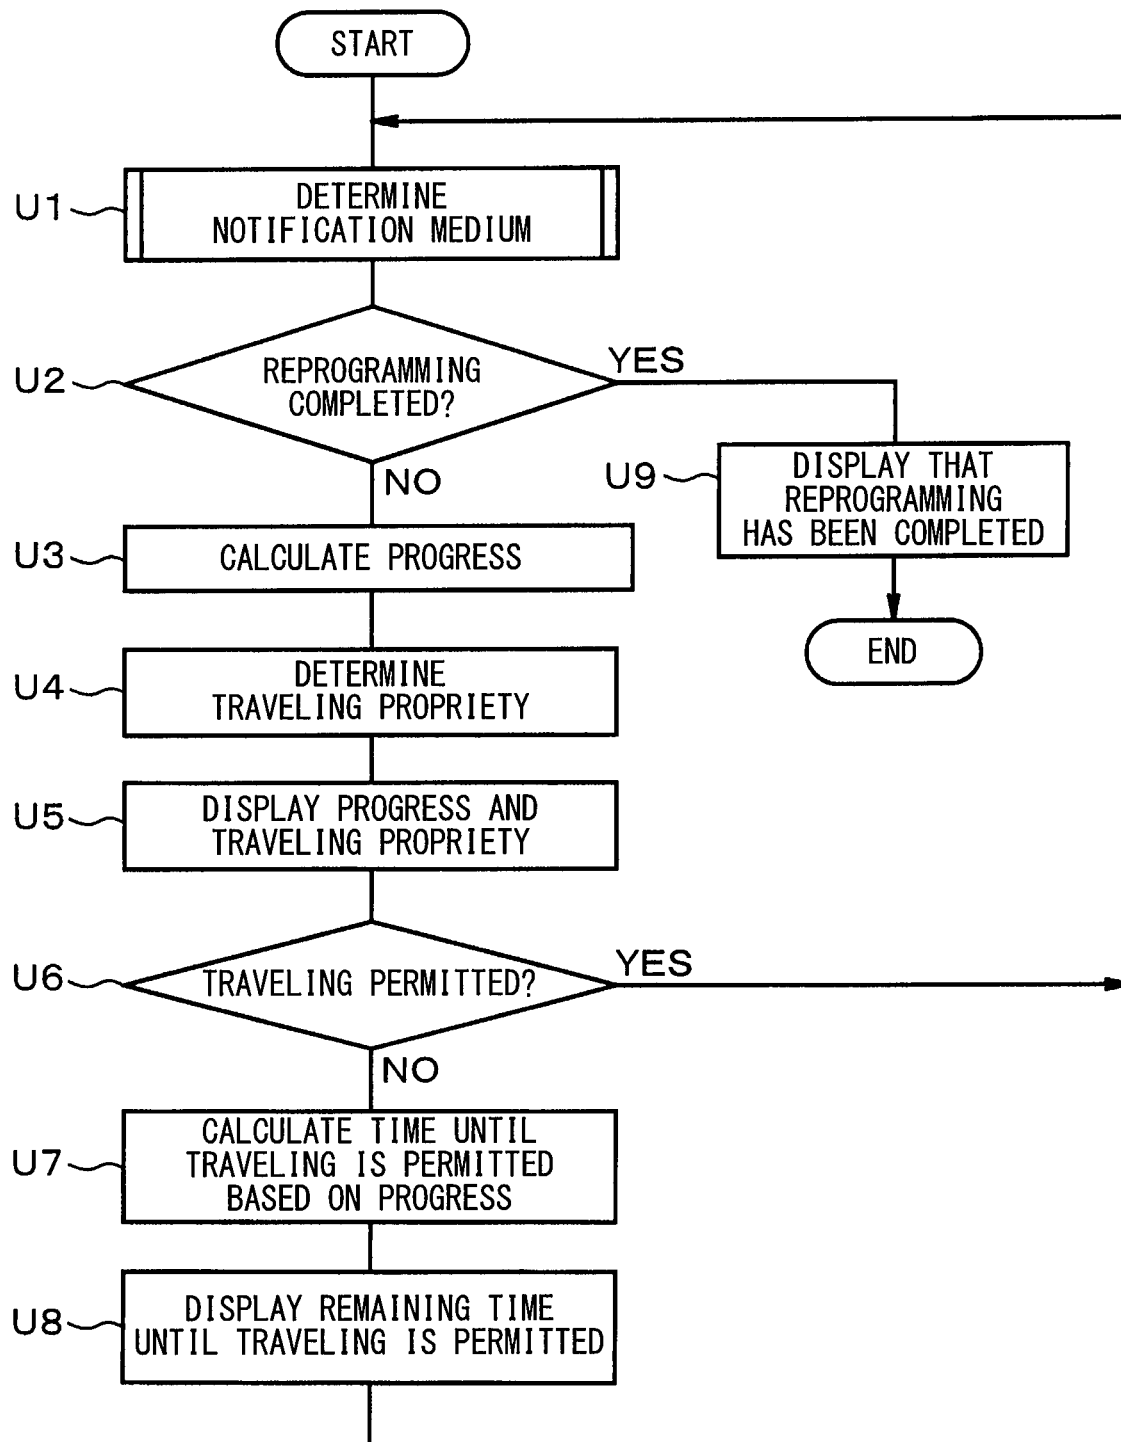 START
U1
DETERMINE
NOTIFICATION MEDIUM
U2
REPROGRAMMING
COMPLETED?
YES
NO
U9
DISPLAY THAT
REPROGRAMMING
HAS BEEN COMPLETED
U3
CALCULATE PROGRESS
END
U4
DETERMINE
TRAVELING PROPRIETY
U5
DISPLAY PROGRESS AND
TRAVELING PROPRIETY
U6
TRAVELING PERMITTED?
YES
NO
U7
CALCULATE TIME UNTIL
TRAVELING IS PERMITTED
BASED ON PROGRESS
U8
DISPLAY REMAINING TIME
UNTIL TRAVELING IS PERMITTED